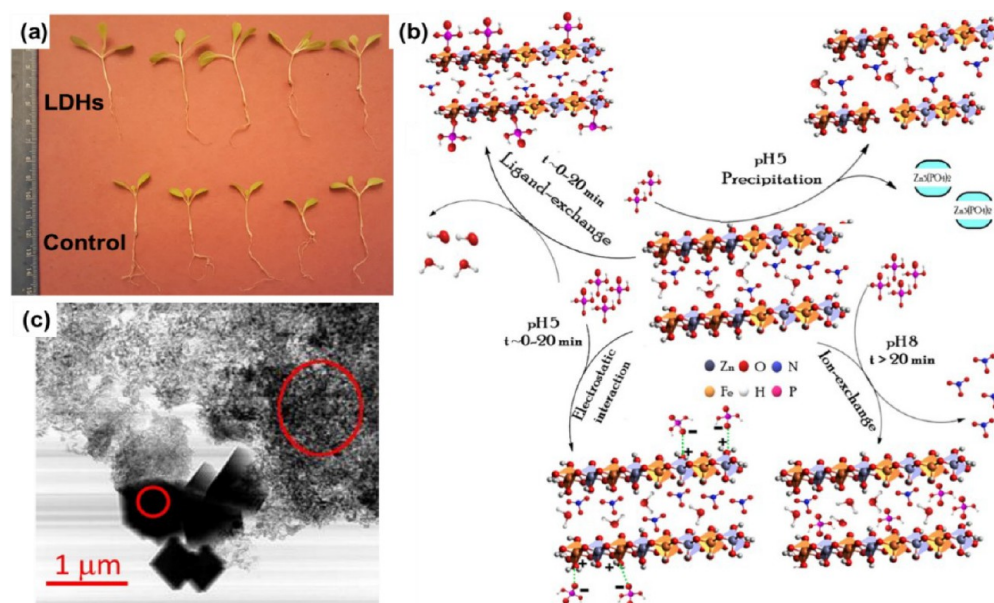 (a)
LDHs
Control
(b)
t~0-20 min
Ligand-exchange
pH5
Precipitation
Zn3(PO4)2
Zn3(PO4)2
pH5
t~0-20 min
Electrostatic
interaction
pH8
t > 20 min
Ion-exchange
Zn O N
Fe H P
- -
+ +
+ +
- -
(c)
1 μm